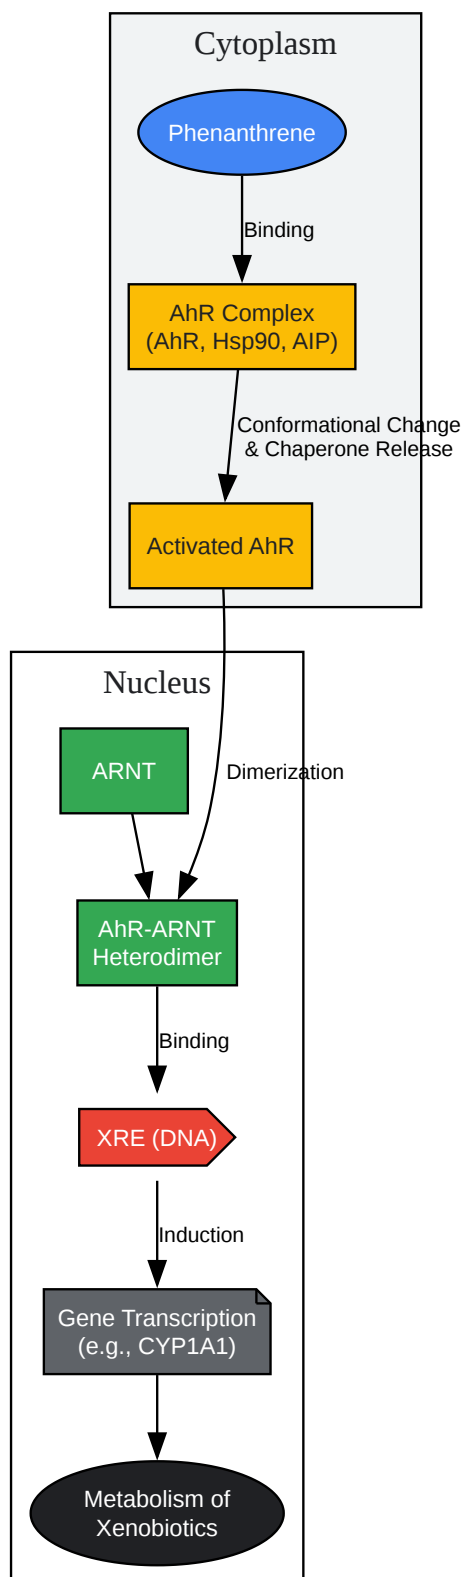 Cytoplasm
Phenanthrene
Binding
AhR Complex
(AhR, Hsp90, AIP)
Conformational Change
& Chaperone Release
Activated AhR
Nucleus
ARNT
Dimerization
AhR-ARNT
Heterodimer
Binding
XRE (DNA)
Induction
Gene Transcription
(e.g., CYP1A1)
Metabolism of
Xenobiotics